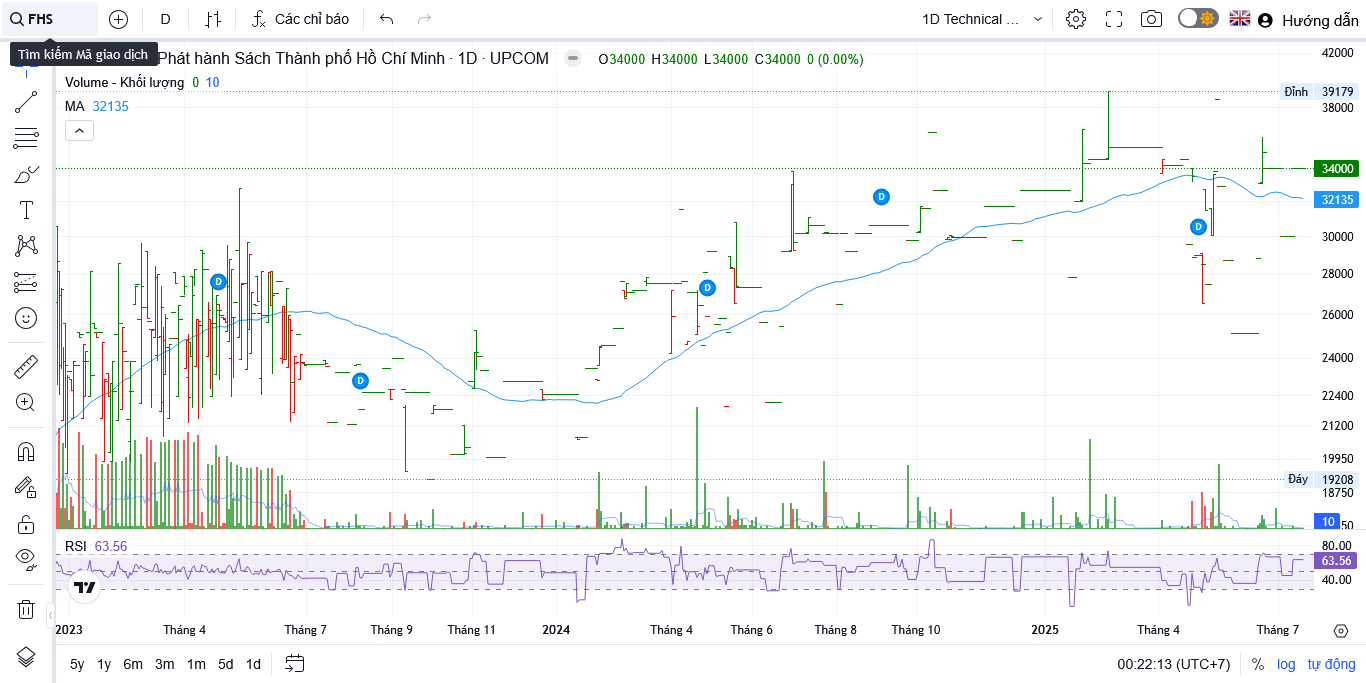 FHS D Các chỉ báo 1D Technical ... Hướng dẫn
Tìm kiếm Mã giao dịch
Phát hành Sách Thành phố Hồ Chí Minh · 1D · UPCOM O34000 H34000 L34000 C34000 0 (0.00%)
Volume - Khối lượng 0 10
MA 32135
42000
Đỉnh 39179
38000
34000
32135
30000
28000
26000
24000
22400
21200
19950
Đáy 19208
18750
10 50
D
D
D
D
D
RSI 63.56
80.00
63.56
40.00
2023 Tháng 4 Tháng 7 Tháng 9 Tháng 11 2024 Tháng 4 Tháng 6 Tháng 8 Tháng 10 2025 Tháng 4 Tháng 7
5y 1y 6m 3m 1m 5d 1d 00:22:13 (UTC+7) % log tự động